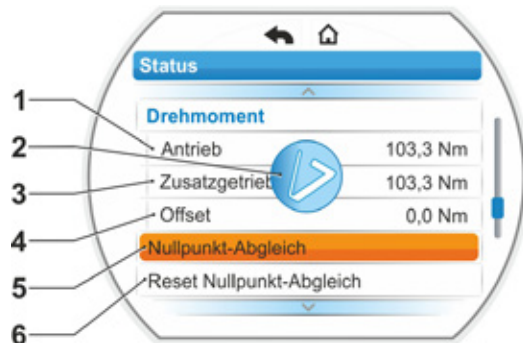 Status
Drehmoment
1
Antrieb 103,3 Nm
2
3
Zusatzgetrieb 103,3 Nm
4
Offset 0,0 Nm
5
Nullpunkt-Abgleich
6
Reset Nullpunkt-Abgleich